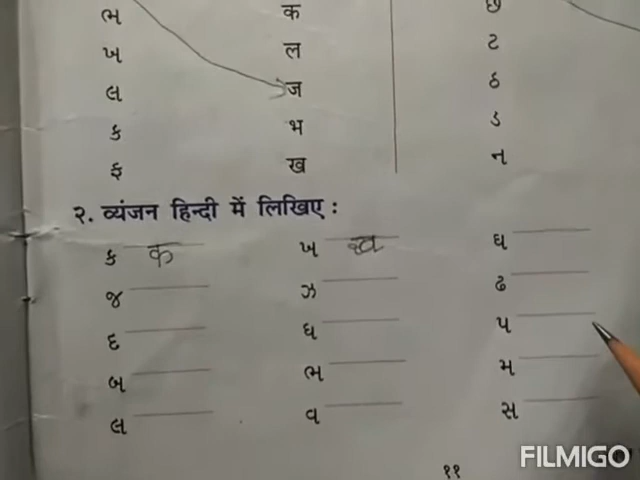 ભ क છ
ખ ल ટ
લ ज ઠ
ક भ ડ
ફ ख ન
२. व्यंजन हिन्दी में लिखिए :
ક क ખ ख ઘ
જ ઝ ઢ
દ ધ પ
બ ભ મ
લ વ સ
११
FILMIGO